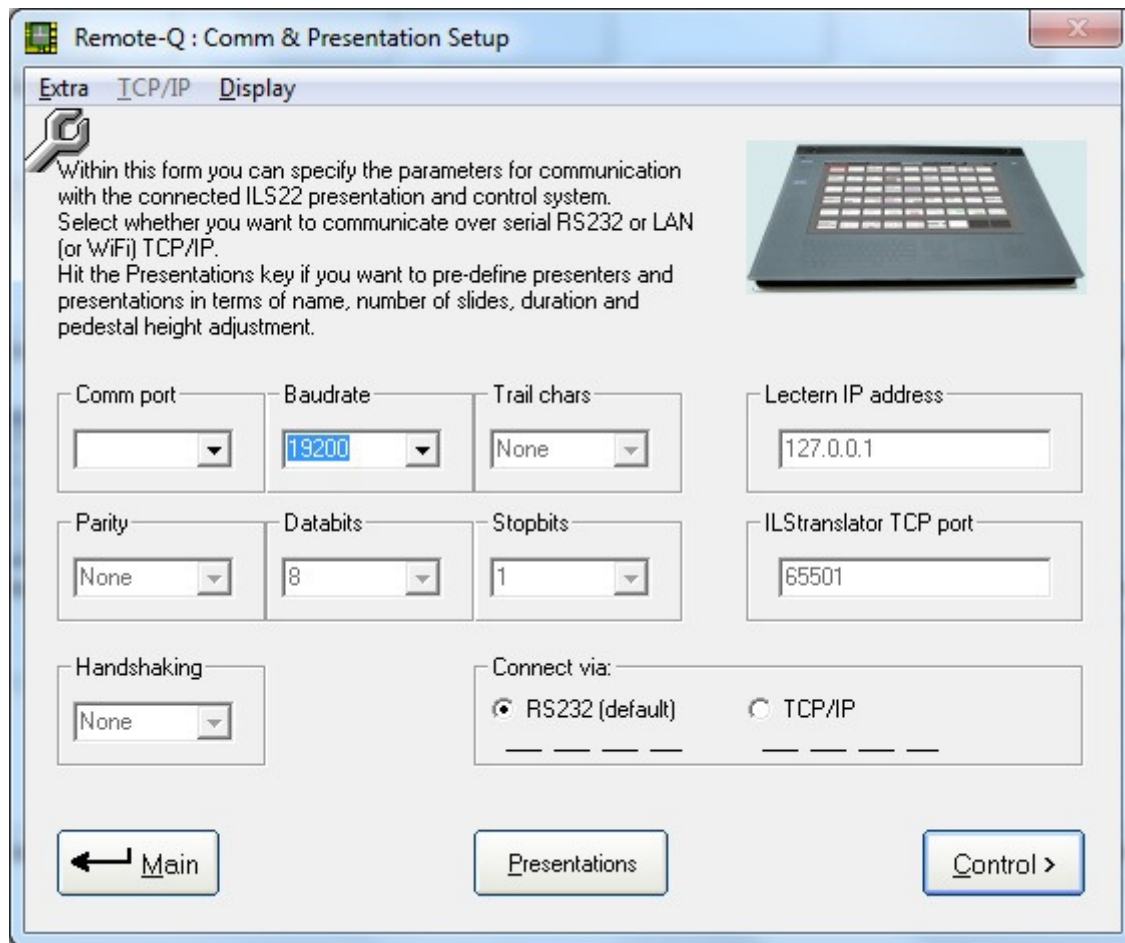 Remote-Q : Comm & Presentation Setup
Extra TCP/IP Display
Within this form you can specify the parameters for communication
with the connected ILS22 presentation and control system.
Select whether you want to communicate over serial RS232 or LAN
(or WiFi) TCP/IP.
Hit the Presentations key if you want to pre-define presenters and
presentations in terms of name, number of slides, duration and
pedestal height adjustment.
Comm port Baudrate Trail chars Lectern IP address
19200 None 127.0.0.1
Parity Databits Stopbits ILStranslator TCP port
None 8 1 65501
Handshaking Connect via:
None RS232 (default) TCP/IP
Main Presentations Control >